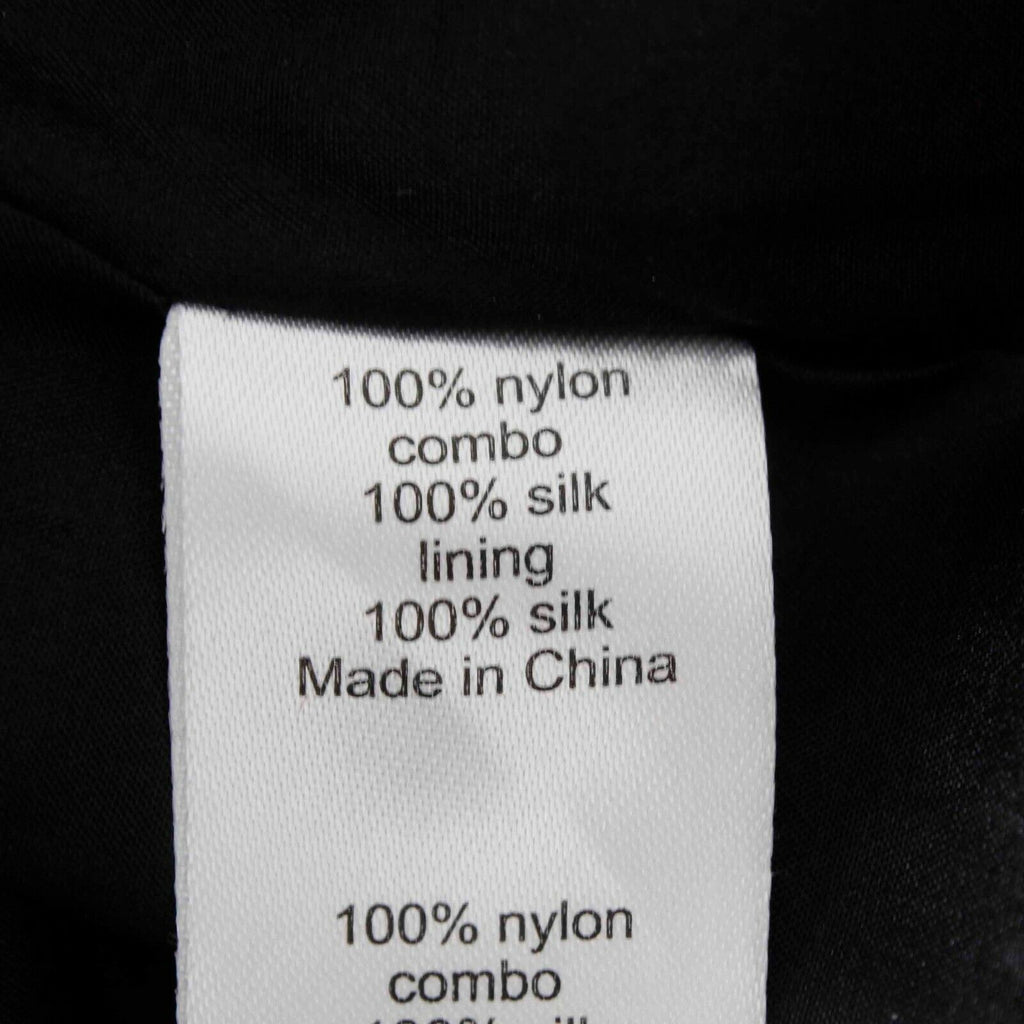 100% nylon
combo
100% silk
lining
100% silk
Made in China
100% nylon
combo